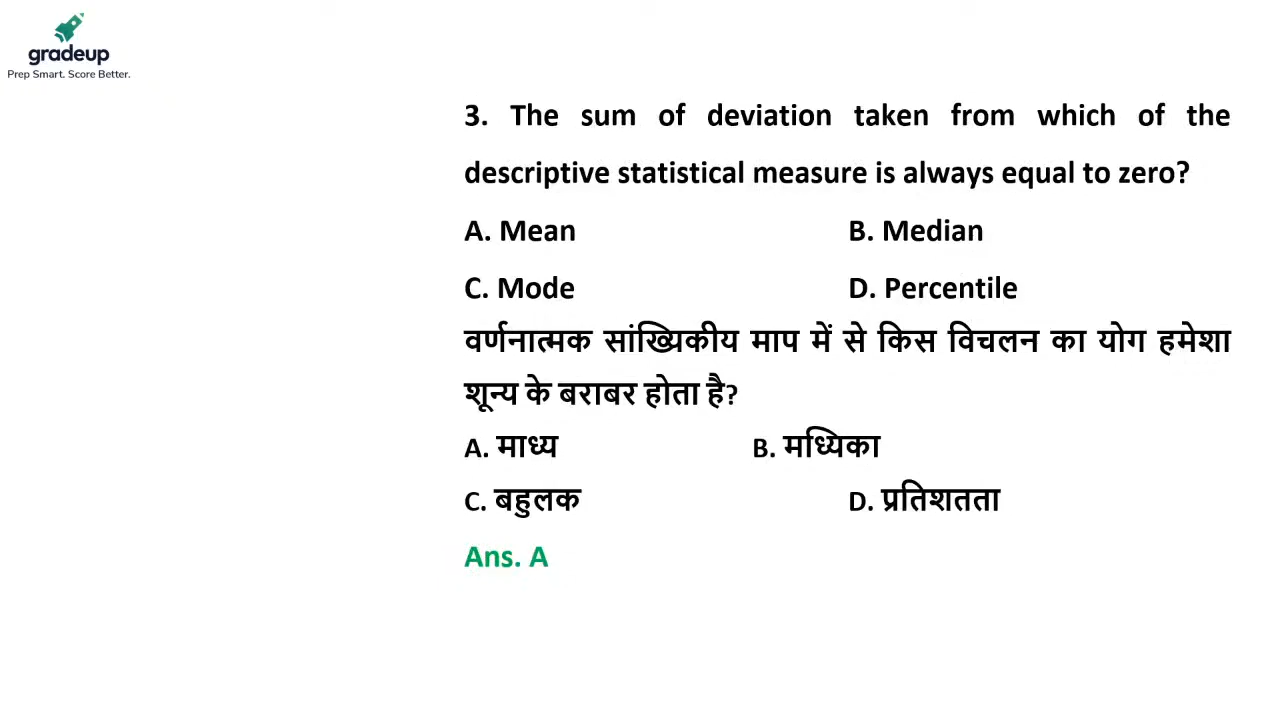 gradeup
Prep Smart. Score Better.
3. The sum of deviation taken from which of the
descriptive statistical measure is always equal to zero?
A. Mean B. Median
C. Mode D. Percentile
वर्णनात्मक सांख्यिकीय माप में से किस विचलन का योग हमेशा
शून्य के बराबर होता है?
A. माध्य B. मध्यिका
C. बहुलक D. प्रतिशतता
Ans. A